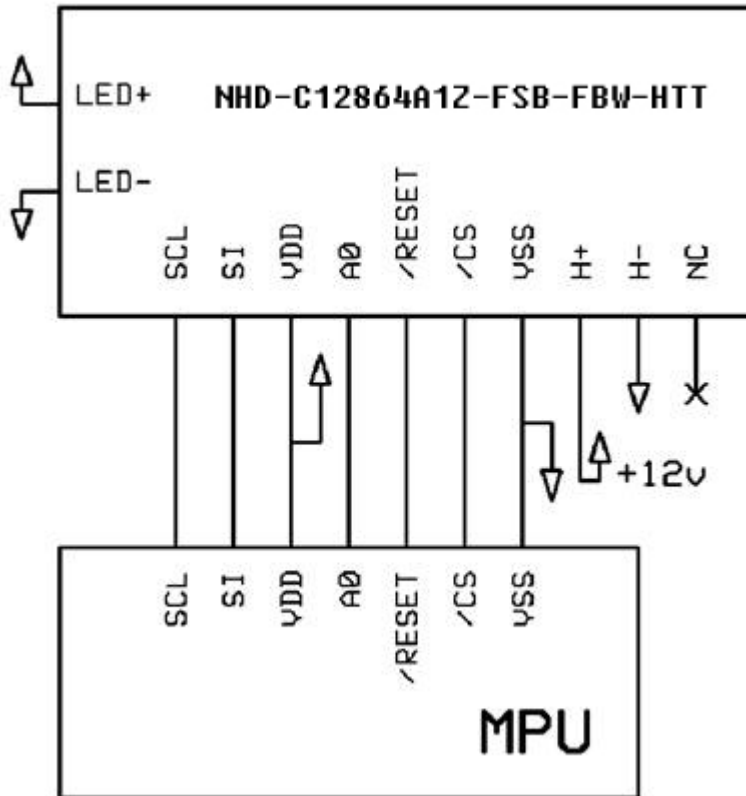 LED+ NHD-C12864A1Z-FSB-FBW-HTT
LED-
SCL SI VDD A0 /RESET /CS VSS H+ H- NC
+12v
SCL SI VDD A0 /RESET /CS VSS
MPU